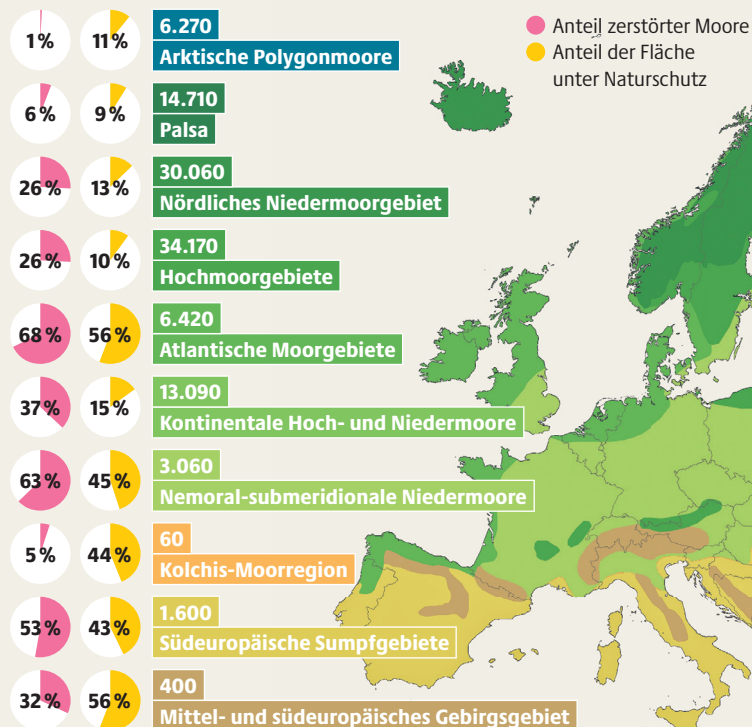 Anteil zerstörter Moore
Anteil der Fläche
unter Naturschutz
1 % 11 % 6.270
Arktische Polygonmoore
6 % 9 % 14.710
Palsa
26 % 13 % 30.060
Nördliches Niedermoorgebiet
26 % 10 % 34.170
Hochmoorgebiete
68 % 56 % 6.420
Atlantische Moorgebiete
37 % 15 % 13.090
Kontinentale Hoch- und Niedermoore
63 % 45 % 3.060
Nemoral-submeridionale Niedermoore
5 % 44 % 60
Kolchis-Moorregion
53 % 43 % 1.600
Südeuropäische Sumpfgebiete
32 % 56 % 400
Mittel- und südeuropäisches Gebirgsgebiet